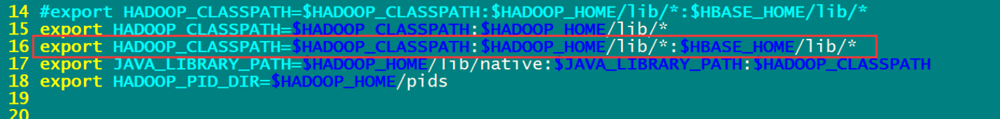 14 #export HADOOP_CLASSPATH=$HADOOP_CLASSPATH:$HADOOP_HOME/lib/*:$HBASE_HOME/lib/*
15 export HADOOP_CLASSPATH=$HADOOP_CLASSPATH:$HADOOP_HOME/lib/*
16 export HADOOP_CLASSPATH=$HADOOP_CLASSPATH:$HADOOP_HOME/lib/*:$HBASE_HOME/lib/*
17 export JAVA_LIBRARY_PATH=$HADOOP_HOME/lib/native:$JAVA_LIBRARY_PATH:$HADOOP_CLASSPATH
18 export HADOOP_PID_DIR=$HADOOP_HOME/pids
19
20